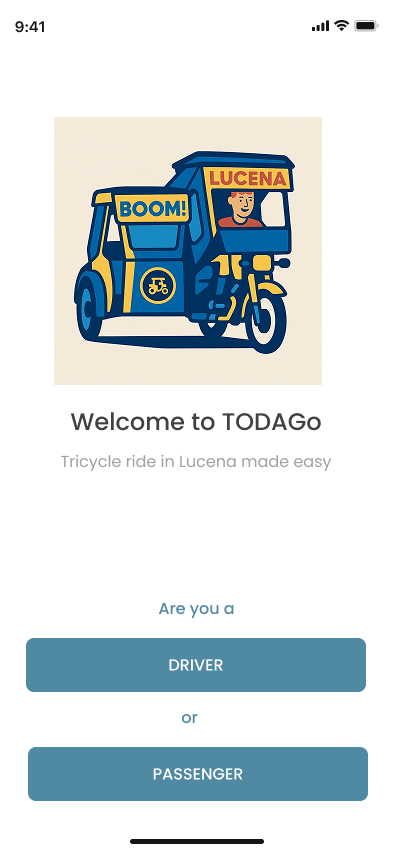 9:41
LUCENA
BOOM!
Welcome to TODAGo
Tricycle ride in Lucena made easy
Are you a
DRIVER
or
PASSENGER